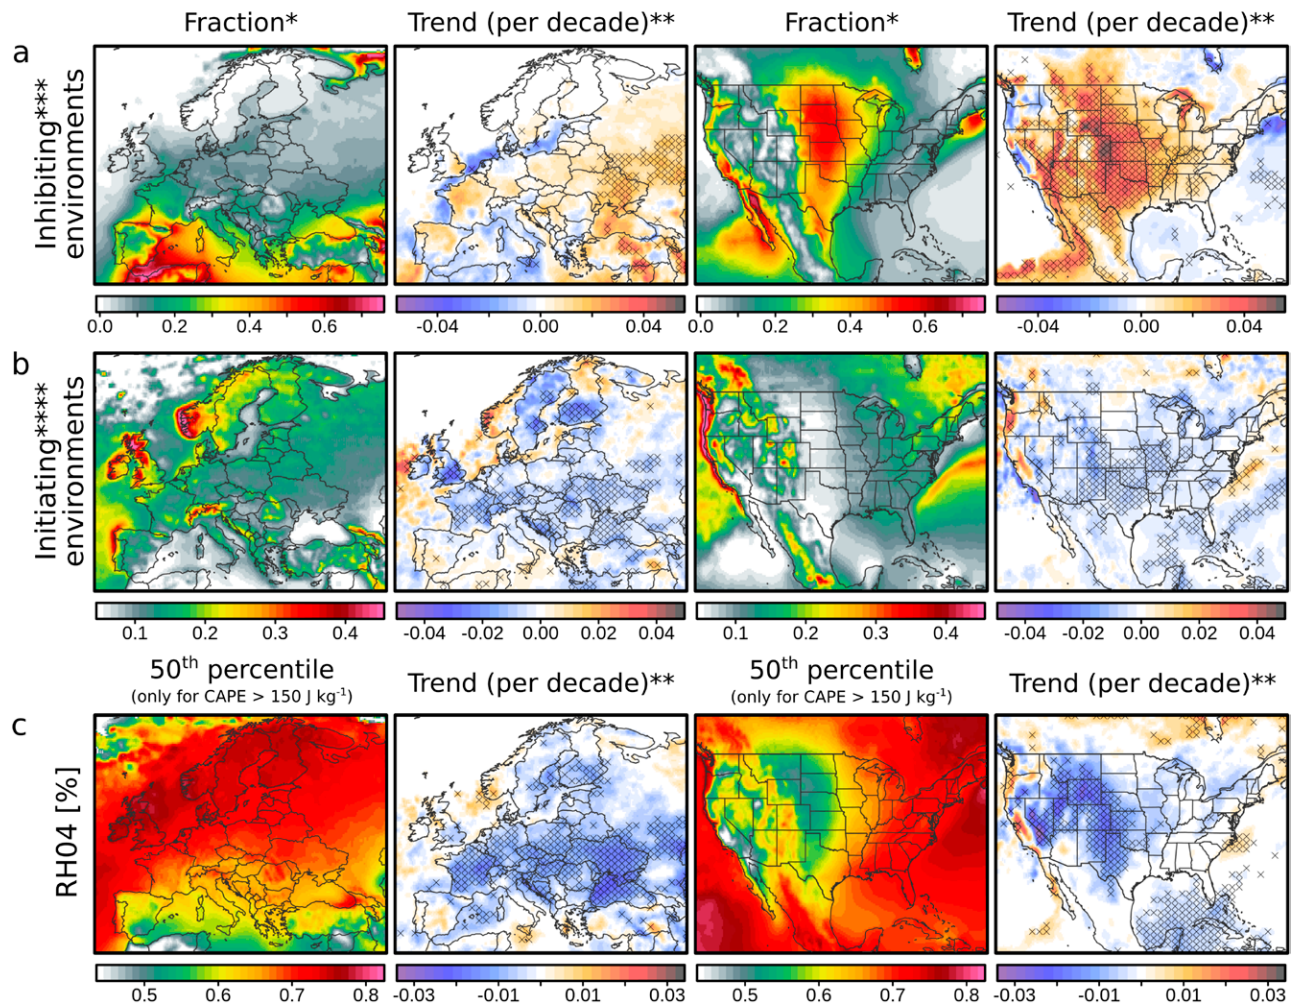 Fraction* Trend (per decade)** Fraction* Trend (per decade)**
a
Inhibiting***
environments
0.0 0.2 0.4 0.6 -0.04 0.00 0.04 0.0 0.2 0.4 0.6 -0.04 0.00 0.04
b
Initiating****
environments
0.1 0.2 0.3 0.4 -0.04 -0.02 0.00 0.02 0.04 0.1 0.2 0.3 0.4 -0.04 -0.02 0.00 0.02 0.04
50th percentile Trend (per decade)** 50th percentile Trend (per decade)**
(only for CAPE > 150 J kg-1) (only for CAPE > 150 J kg-1)
c
RH04 [%]
0.5 0.6 0.7 0.8 -0.03 -0.01 0.01 0.03 0.5 0.6 0.7 0.8 -0.03 -0.01 0.01 0.03